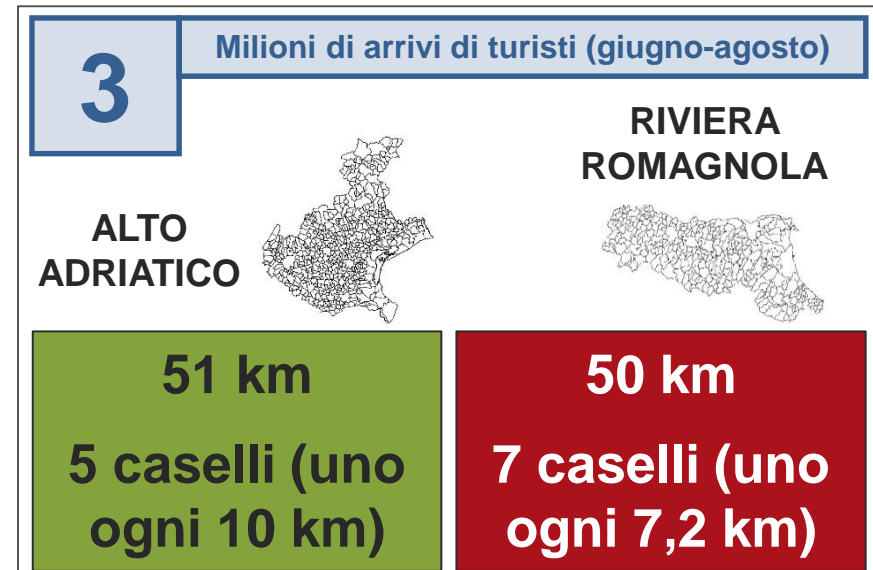 3
Milioni di arrivi di turisti (giugno-agosto)
ALTO
ADRIATICO
RIVIERA
ROMAGNOLA
51 km
5 caselli (uno
ogni 10 km)
50 km
7 caselli (uno
ogni 7,2 km)